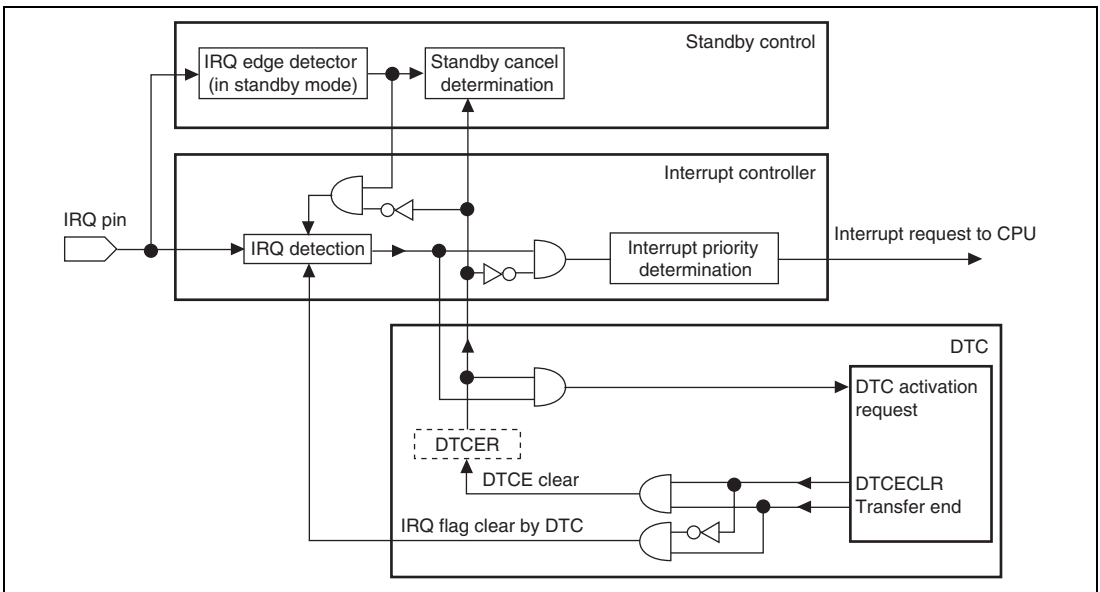 Standby control
IRQ edge detector
(in standby mode)
Standby cancel
determination
Interrupt controller
IRQ pin
IRQ detection
Interrupt priority
determination
Interrupt request to CPU
DTC
DTC activation
request
DTCER
DTCE clear
DTCECLR
Transfer end
IRQ flag clear by DTC